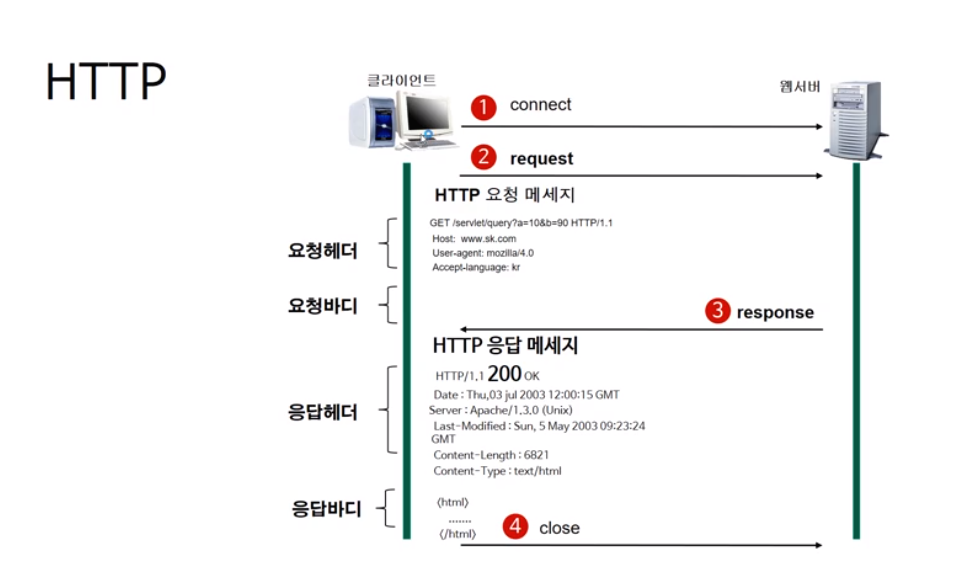 HTTP
클라이언트
웹서버
1 connect
2 request
HTTP 요청 메세지
GET /servlet/query?a=10&b=90 HTTP/1.1
Host: www.sk.com
User-agent: mozilla/4.0
Accept-language: kr
요청헤더
요청바디
3 response
HTTP 응답 메세지
HTTP/1.1 200 OK
Date : Thu,03 jul 2003 12:00:15 GMT
Server : Apache/1.3.0 (Unix)
Last-Modified : Sun, 5 May 2003 09:23:24
GMT
Content-Length : 6821
Content-Type : text/html
응답헤더
응답바디
<html>
.......
</html>
4 close